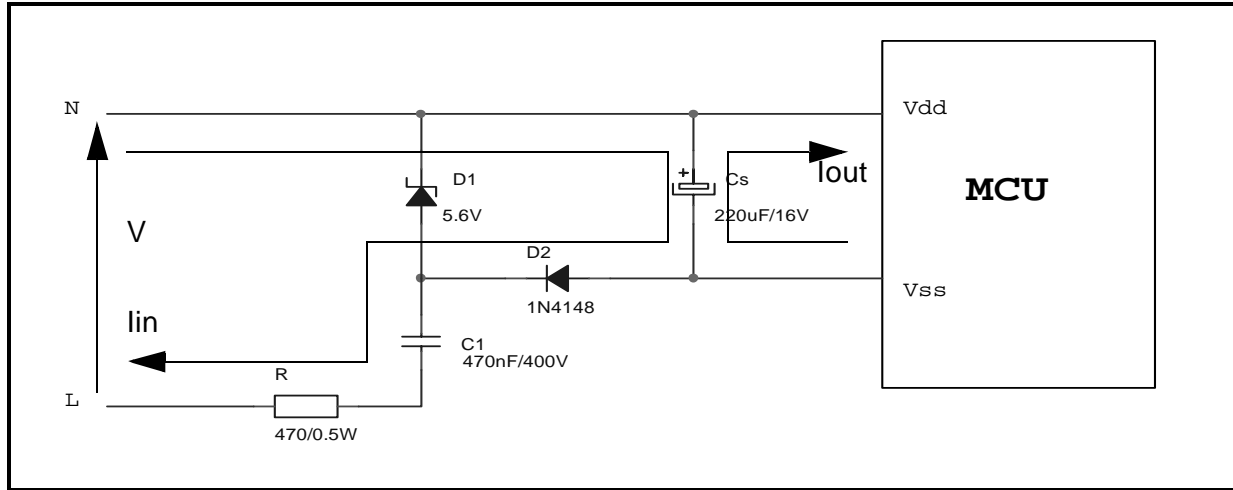 N
Vdd
D1
5.6V
+
Cs
220uF/16V
Iout
MCU
V
D2
1N4148
Vss
Iin
C1
470nF/400V
R
L
470/0.5W